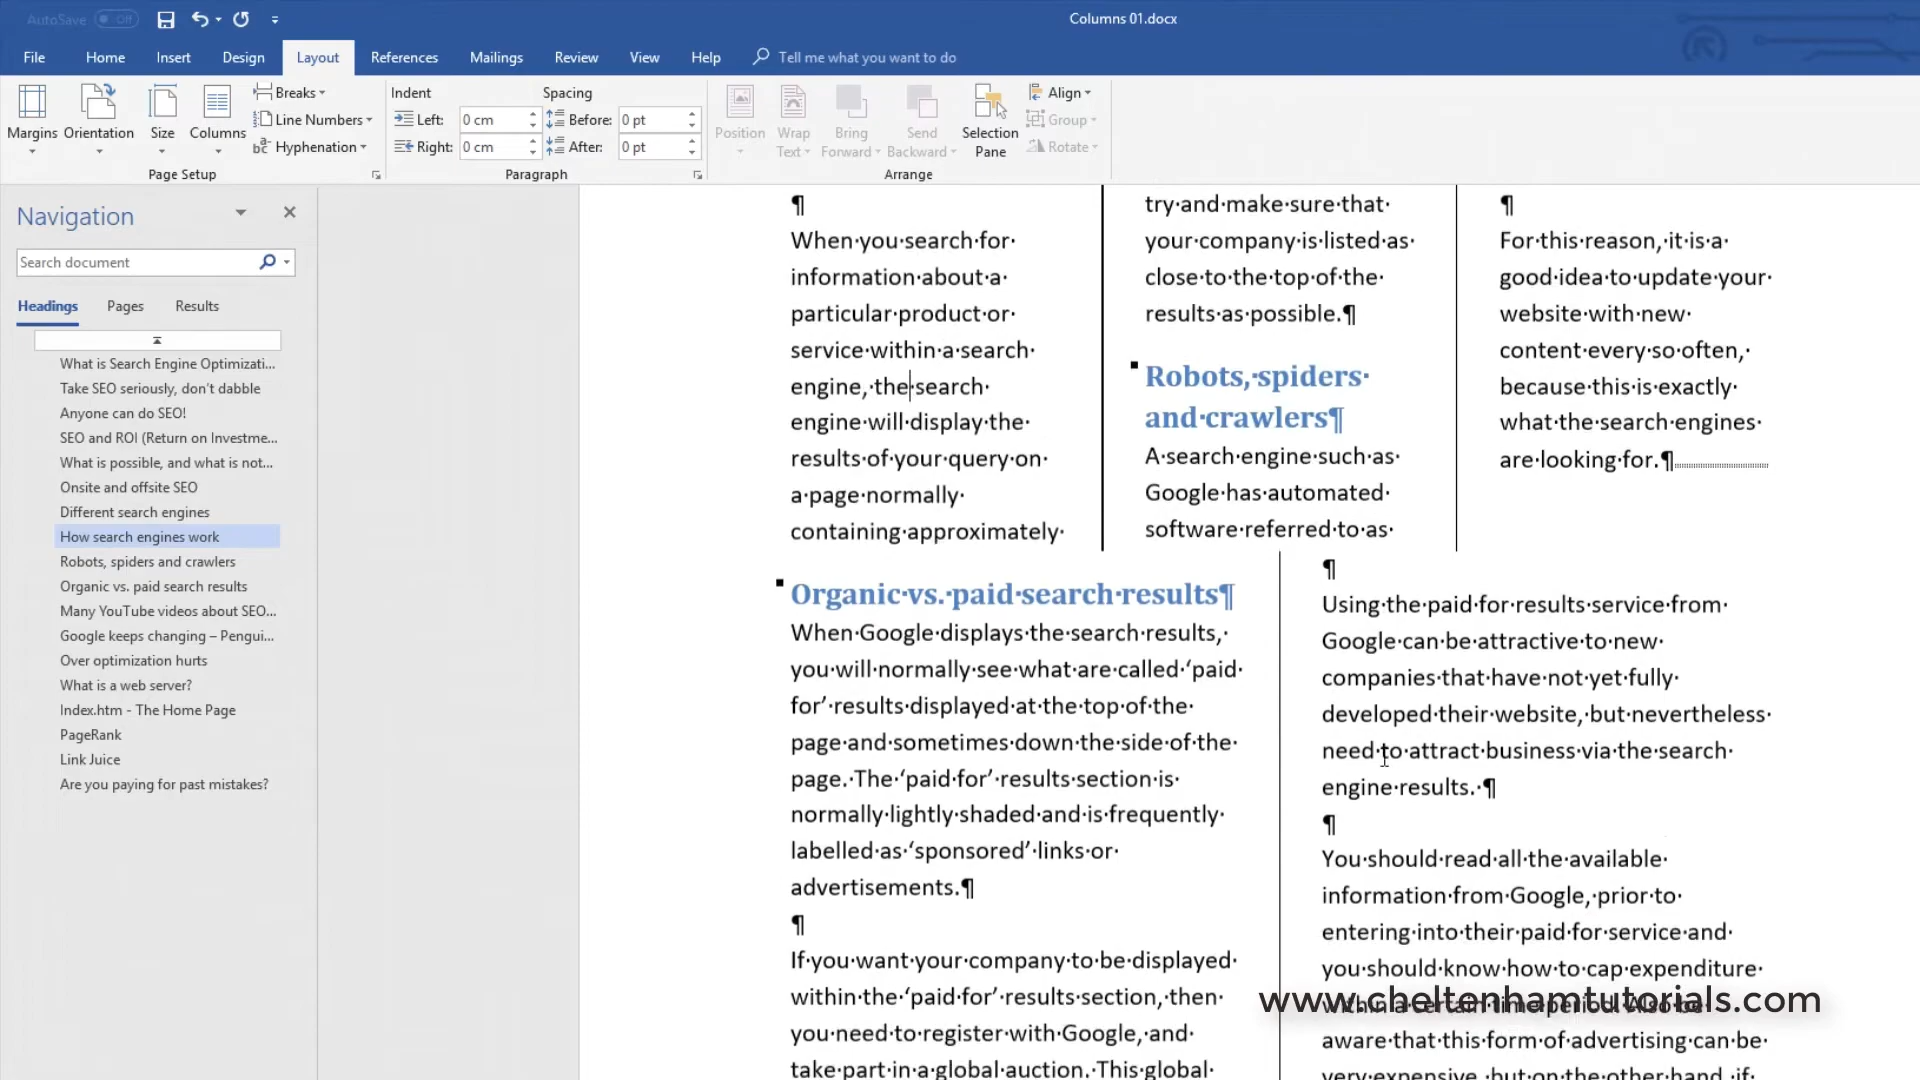 AutoSave Off
Columns 01.docx
File Home Insert Design Layout References Mailings Review View Help Tell me what you want to do
Margins Orientation Size Columns
Breaks
Line Numbers
Hyphenation
Page Setup
Indent
Left: 0 cm
Right: 0 cm
Spacing
Before: 0 pt
After: 0 pt
Paragraph
Position
Wrap Text
Bring Forward
Send Backward
Selection Pane
Align
Group
Rotate
Arrange
Navigation
Search document
Headings Pages Results
What is Search Engine Optimizati...
Take SEO seriously, don't dabble
Anyone can do SEO!
SEO and ROI (Return on Investme...
What is possible, and what is not...
Onsite and offsite SEO
Different search engines
How search engines work
Robots, spiders and crawlers
Organic vs. paid search results
Many YouTube videos about SEO...
Google keeps changing – Pengui...
Over optimization hurts
What is a web server?
Index.htm - The Home Page
PageRank
Link Juice
Are you paying for past mistakes?
¶
When·you·search·for·
information·about·a·
particular·product·or·
service·within·a·search·
engine,·the·search·
engine·will·display·the·
results·of·your·query·on·
a·page·normally·
containing·approximately·
try·and·make·sure·that·
your·company·is·listed·as·
close·to·the·top·of·the·
results·as·possible.¶
Robots,·spiders·
and·crawlers¶
A·search·engine·such·as·
Google·has·automated·
software·referred·to·as·
¶
For·this·reason,·it·is·a·
good·idea·to·update·your·
website·with·new·
content·every·so·often,·
because·this·is·exactly·
what·the·search·engines·
are·looking·for.¶
Organic·vs.·paid·search·results¶
When·Google·displays·the·search·results,·
you·will·normally·see·what·are·called·‘paid·
for’·results·displayed·at·the·top·of·the·
page·and·sometimes·down·the·side·of·the·
page.·The·‘paid·for’·results·section·is·
normally·lightly·shaded·and·is·frequently·
labelled·as·‘sponsored’·links·or·
advertisements.¶
¶
If·you·want·your·company·to·be·displayed·
within·the·‘paid·for’·results·section,·then·
you·need·to·register·with·Google,·and·
take·part·in·a·global·auction.·This·global·
¶
Using·the·paid·for·results·service·from·
Google·can·be·attractive·to·new·
companies·that·have·not·yet·fully·
developed·their·website,·but·nevertheless·
need·to·attract·business·via·the·search·
engine·results.·¶
¶
You·should·read·all·the·available·
information·from·Google,·prior·to·
entering·into·their·paid·for·service·and·
you·should·know·how·to·cap·expenditure·
within·a·certain·time·period.·Also·be·
www.cheltenhamtutorials.com
aware·that·this·form·of·advertising·can·be·
very·expensive,·but·on·the·other·hand,·if·